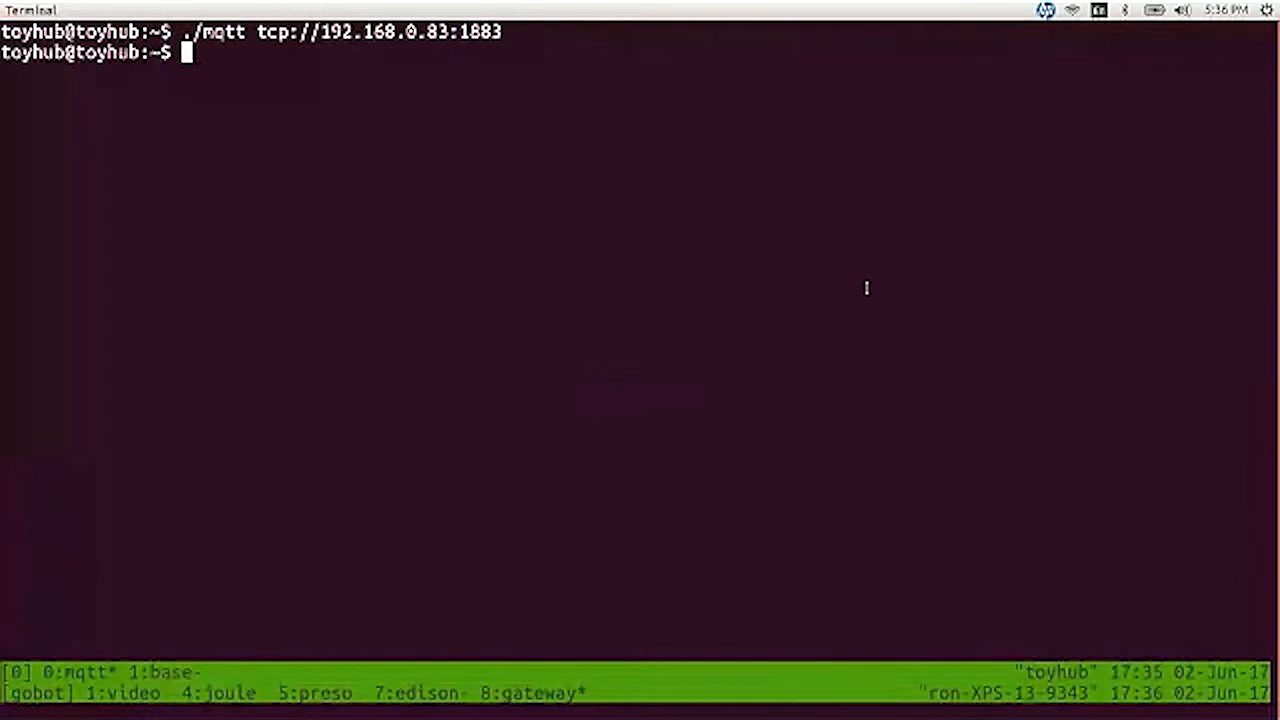 Terminal
5:36 PM
toyhub@toyhub:~$ ./mqtt tcp://192.168.0.83:1883
toyhub@toyhub:~$
[0] 0:mqtt* 1:base- "toyhub" 17:35 02-Jun-17
[gobot] 1:video 4:joule 5:preso 7:edison- 8:gateway* "ron-XPS-13-9343" 17:36 02-Jun-17